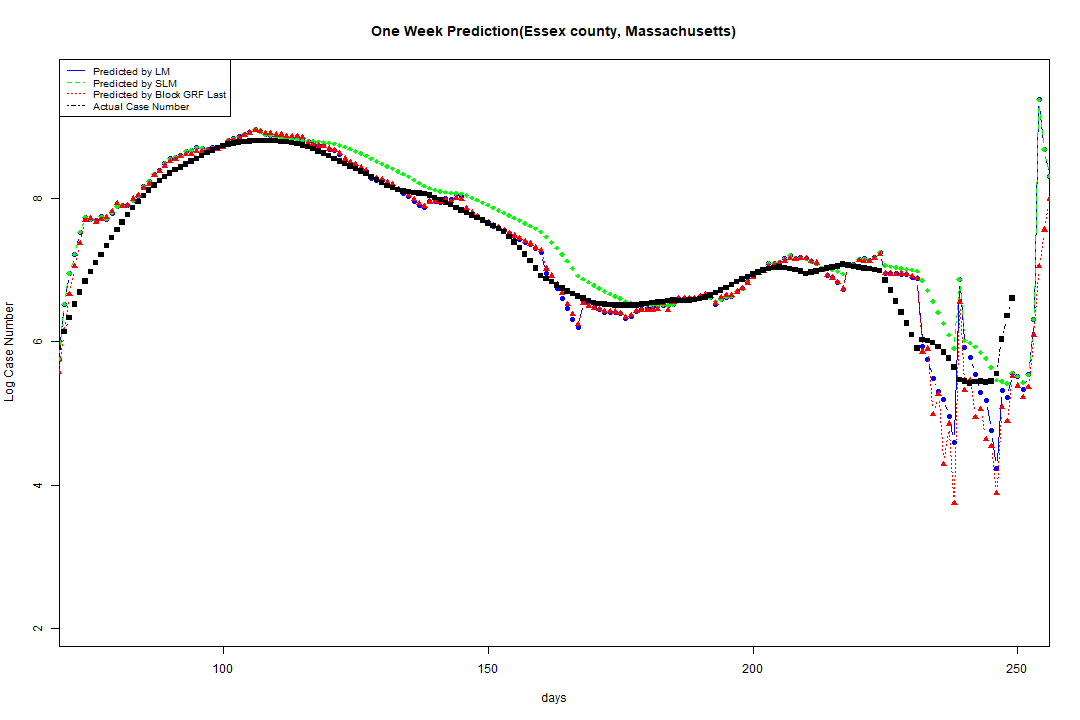 One Week Prediction(Essex county, Massachusetts)
Predicted by LM
Predicted by SLM
Predicted by Block GRF Last
Actual Case Number
Log Case Number
8
6
4
2
100 150 200 250
days